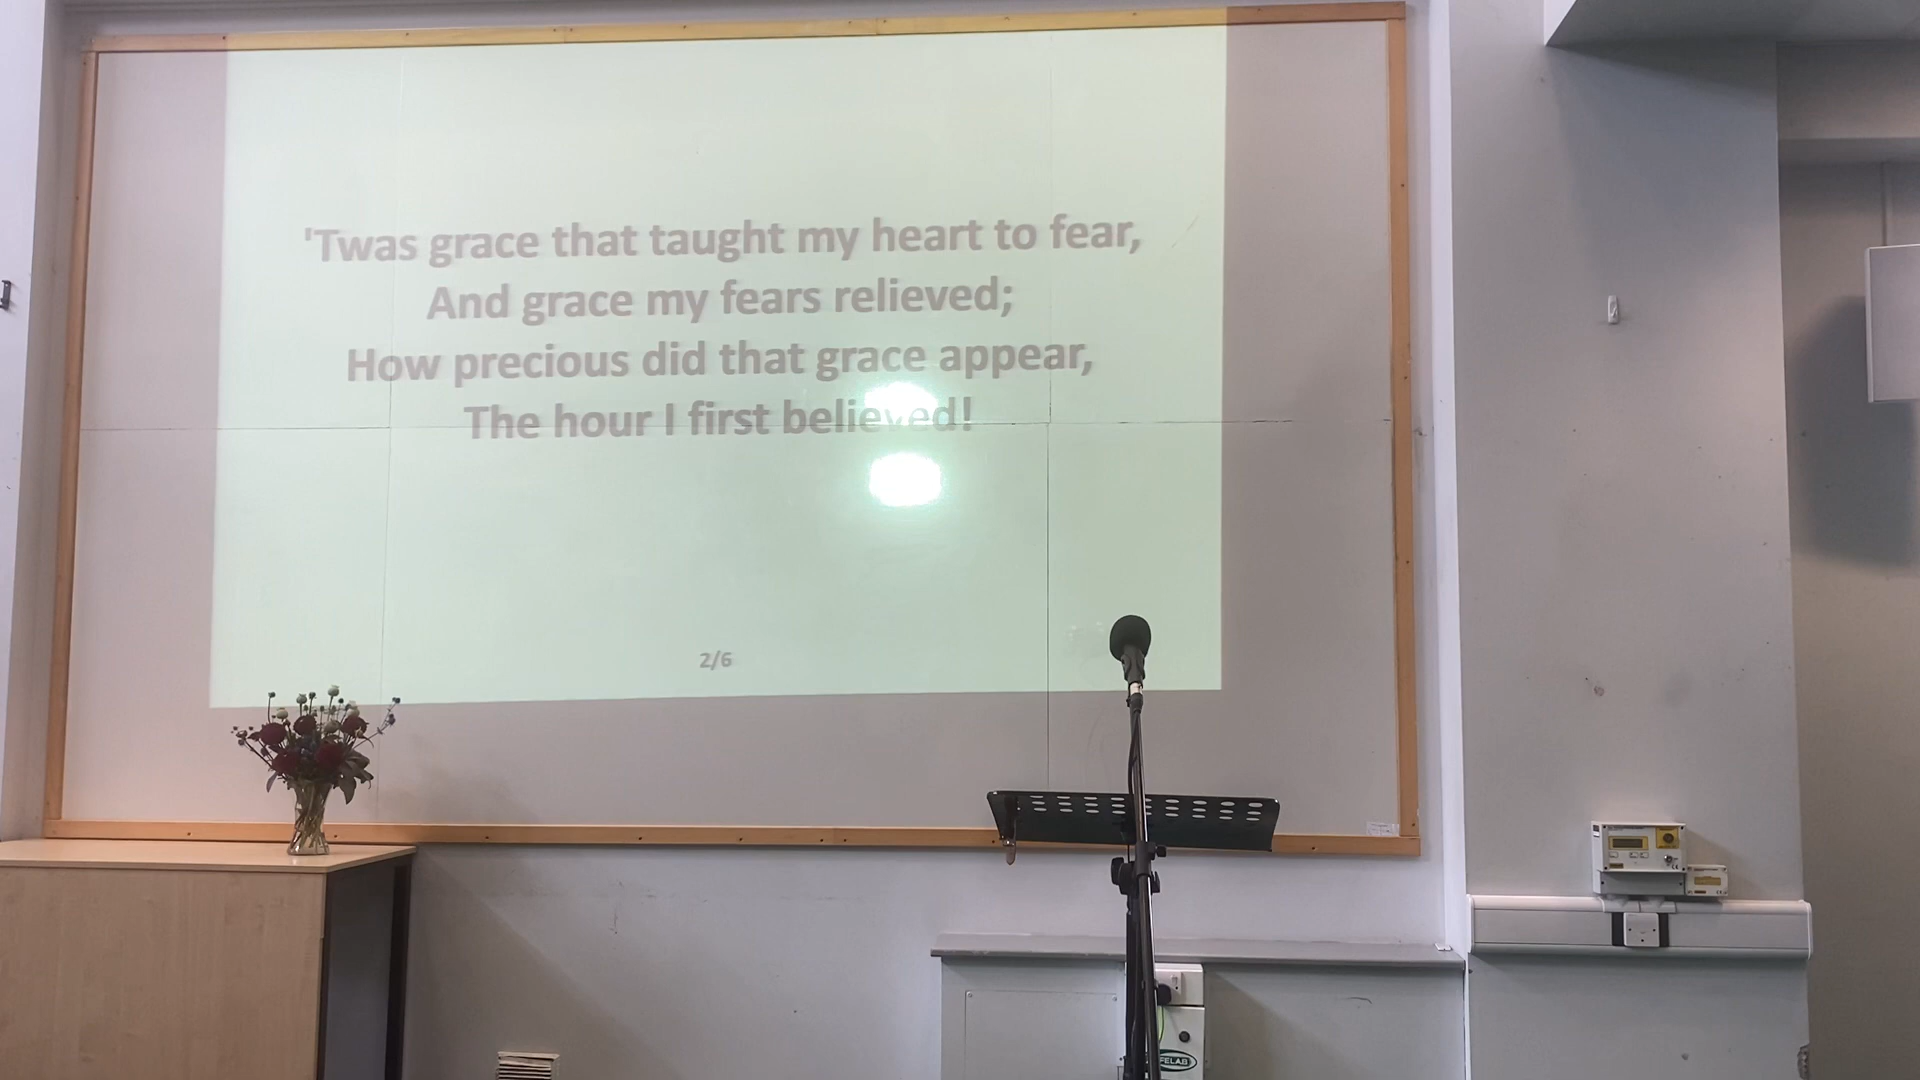 'Twas grace that taught my heart to fear,
And grace my fears relieved;
How precious did that grace appear,
The hour I first believed!
2/6